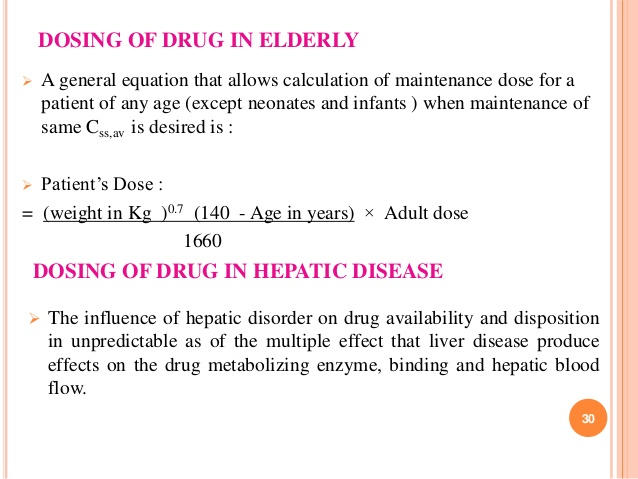 DOSING OF DRUG IN ELDERLY
➢ A general equation that allows calculation of maintenance dose for a
patient of any age (except neonates and infants ) when maintenance of
same Css,av is desired is :
➢ Patient’s Dose :
= (weight in Kg )0.7 (140 - Age in years) × Adult dose
1660
DOSING OF DRUG IN HEPATIC DISEASE
➢ The influence of hepatic disorder on drug availability and disposition
in unpredictable as of the multiple effect that liver disease produce
effects on the drug metabolizing enzyme, binding and hepatic blood
flow.
30